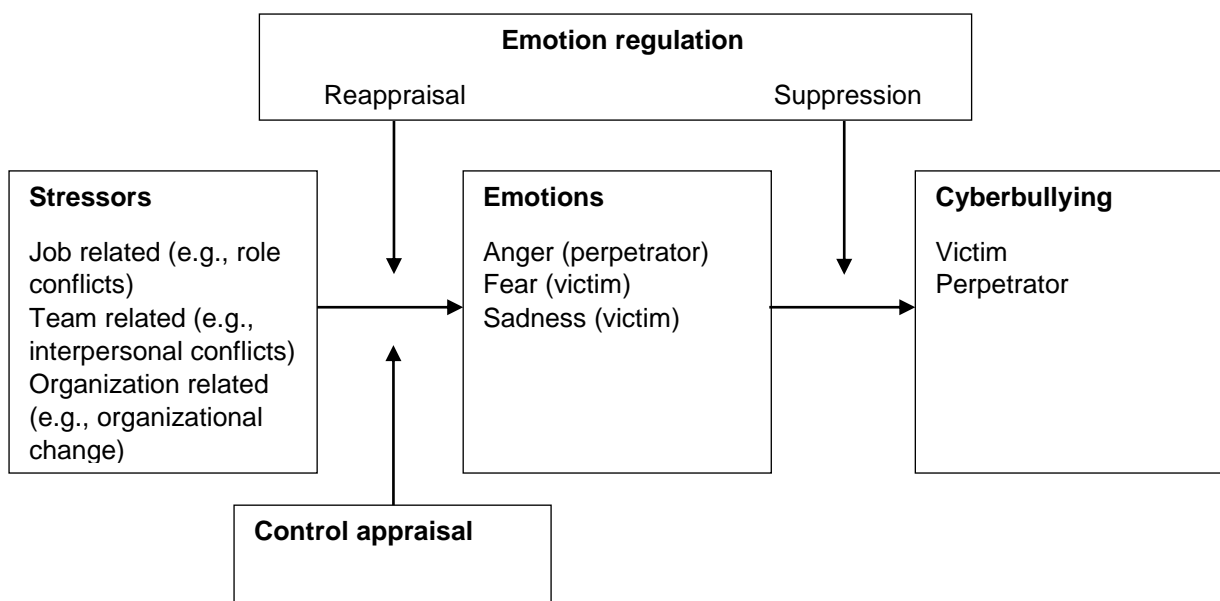 Emotion regulation
Reappraisal Suppression
Stressors
Job related (e.g., role
conflicts)
Team related (e.g.,
interpersonal conflicts)
Organization related
(e.g., organizational
change)
Emotions
Anger (perpetrator)
Fear (victim)
Sadness (victim)
Cyberbullying
Victim
Perpetrator
Control appraisal